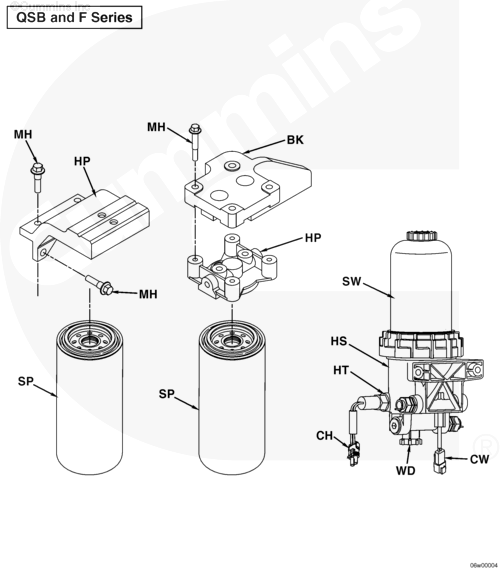 ©Cummins Inc.
QSB and F Series
MH
HP
MH
MH
BK
HP
SP
SP
SW
HS
HT
CH
WD
CW
Cummins
®
06w00004